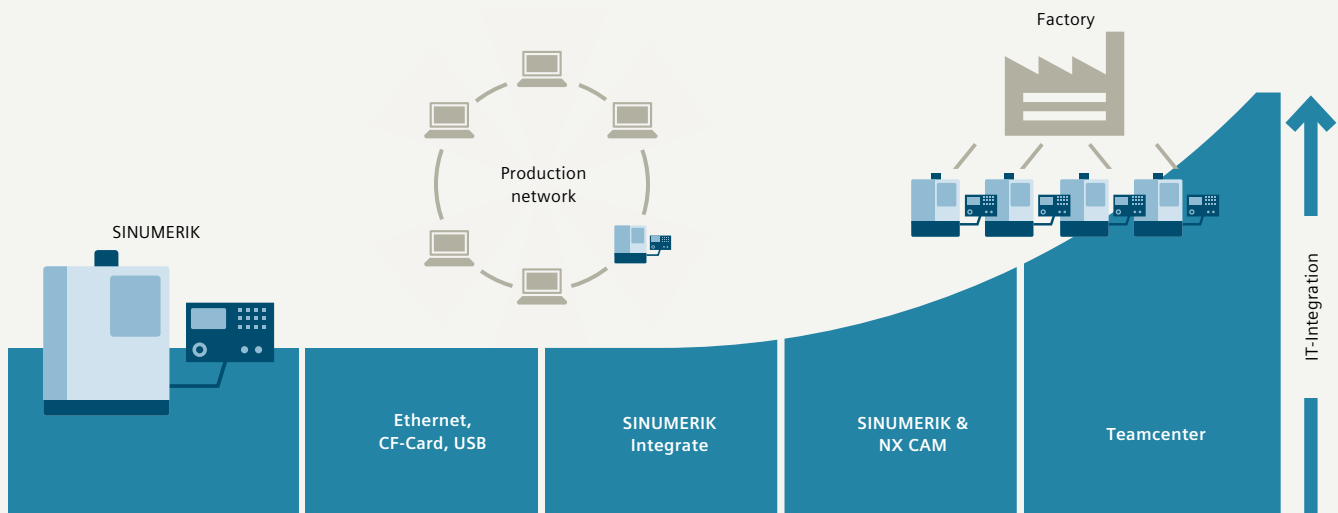 Factory
Production
network
SINUMERIK
IT-Integration
Ethernet,
CF-Card, USB
SINUMERIK
Integrate
SINUMERIK &
NX CAM
Teamcenter